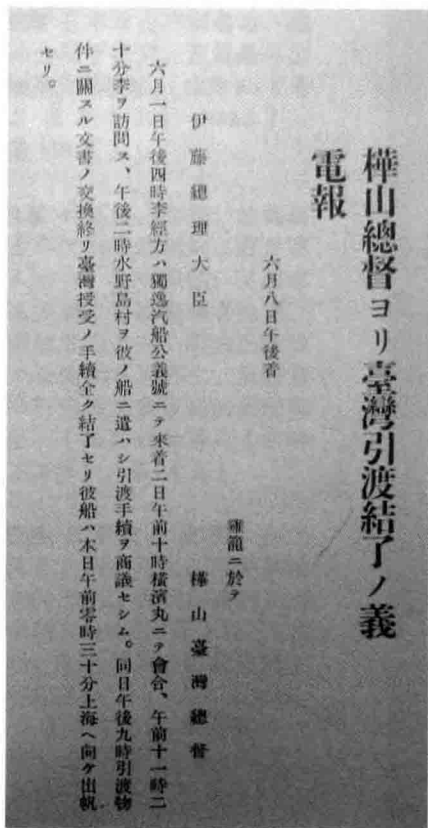 樺山總督ヨリ臺灣引渡結了ノ義
電報
六月八日午後着
雞籠ニ於テ
伊藤總理大臣
樺山臺灣總督
六月一日午後四時李經方ハ獨逸汽船公義號ニテ來着二日午前十時橫濱丸ニテ會合、午前十一時二
十分李ヲ訪問ス、午後二時水野島村ヲ彼ノ船ニ遣ハシ引渡手續ヲ商議セシム。同日午後九時引渡物
件ニ關スル文書ノ交換終リ臺灣授受ノ手續全ク結了セリ彼船ハ本日午前零時三十分上海ヘ向ケ出帆
セリ。